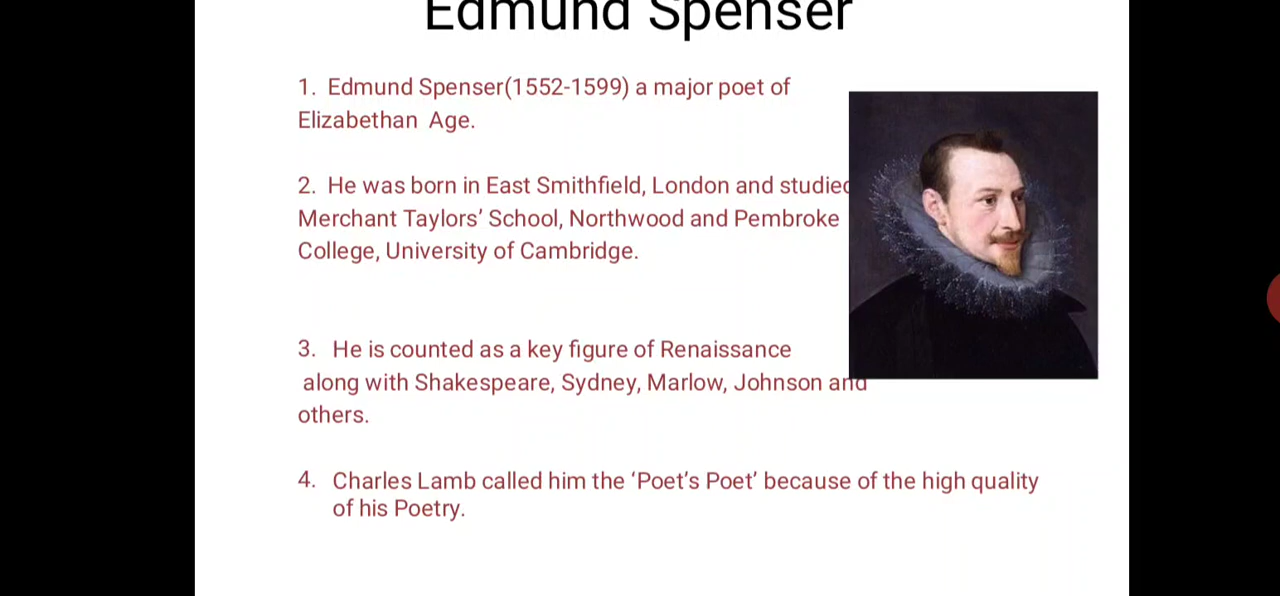 Edmund Spenser
1. Edmund Spenser(1552-1599) a major poet of
Elizabethan Age.
2. He was born in East Smithfield, London and studied
Merchant Taylors’ School, Northwood and Pembroke
College, University of Cambridge.
3. He is counted as a key figure of Renaissance
along with Shakespeare, Sydney, Marlow, Johnson and
others.
4. Charles Lamb called him the ‘Poet’s Poet’ because of the high quality
of his Poetry.